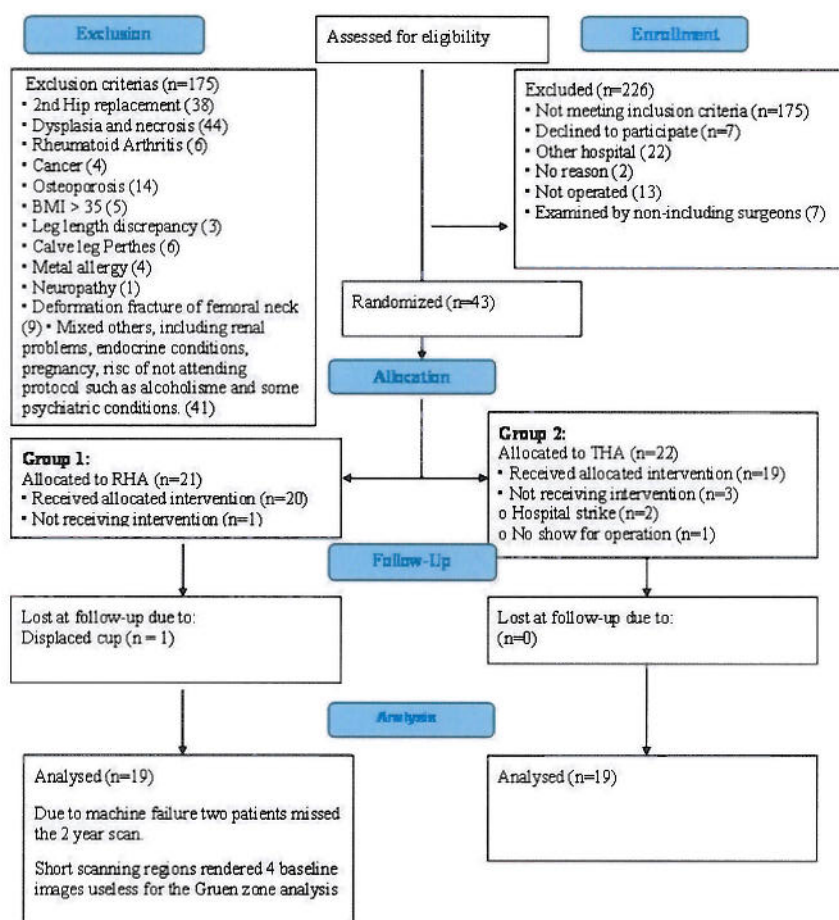 Exclusion
Assessed for eligibility
Enrollment
Exclusion criterias (n=175)
• 2nd Hip replacement (38)
• Dysplasia and necrosis (44)
• Rheumatoid Arthritis (6)
• Cancer (4)
• Osteoporosis (14)
• BMI > 35 (5)
• Leg length discrepancy (3)
• Calve leg Perthes (6)
• Metal allergy (4)
• Neuropathy (1)
• Deformation fracture of femoral neck
(9) • Mixed others, including renal
problems, endocrine conditions,
pregnancy, risk of not attending
protocol such as alcoholisme and some
psychiatric conditions. (41)
Excluded (n=226)
• Not meeting inclusion criteria (n=175)
• Declined to participate (n=7)
• Other hospital (22)
• No reason (2)
• Not operated (13)
• Examined by non-including surgeons (7)
Randomized (n=43)
Allocation
Group 1:
Allocated to RHA (n=21)
• Received allocated intervention (n=20)
• Not receiving intervention (n=1)
Group 2:
Allocated to THA (n=22)
• Received allocated intervention (n=19)
• Not receiving intervention (n=3)
o Hospital strike (n=2)
o No show for operation (n=1)
Follow-Up
Lost at follow-up due to:
Displaced cup (n = 1)
Lost at follow-up due to:
(n=0)
Analysis
Analysed (n=19)
Due to machine failure two patients missed
the 2 year scan.
Short scanning regions rendered 4 baseline
images useless for the Gruen zone analysis
Analysed (n=19)